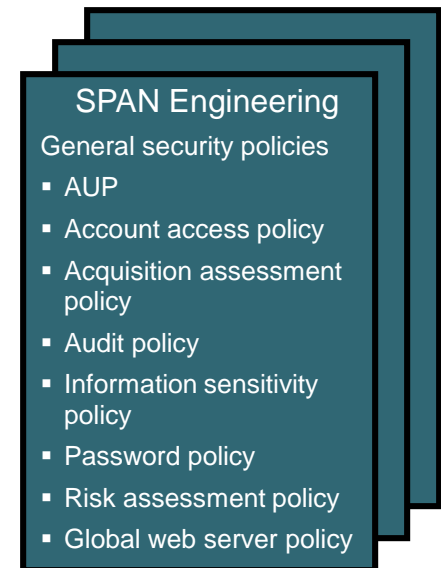 SPAN Engineering
General security policies
▪ AUP
▪ Account access policy
▪ Acquisition assessment
policy
▪ Audit policy
▪ Information sensitivity
policy
▪ Password policy
▪ Risk assessment policy
▪ Global web server policy